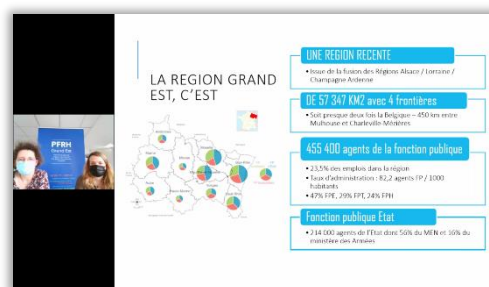 PFRH
LA REGION GRAND
EST, C'EST
UNE REGION RECENTE
• Issue de la fusion des Régions Alsace / Lorraine /
Champagne Ardenne
DE 57 347 KM2 avec 4 frontières
• Soit presque deux fois la Belgique – 450 km entre
Mulhouse et Charleville-Mézières
455 400 agents de la fonction publique
• 23,5% des emplois dans la région
• Taux d'administration : 82,2 agents FP / 1000
habitants
• 47% FPE, 29% FPT, 24% FPH
Fonction publique Etat
• 214 000 agents de l'Etat dont 56% du MEN et 16% du
ministère des Armées